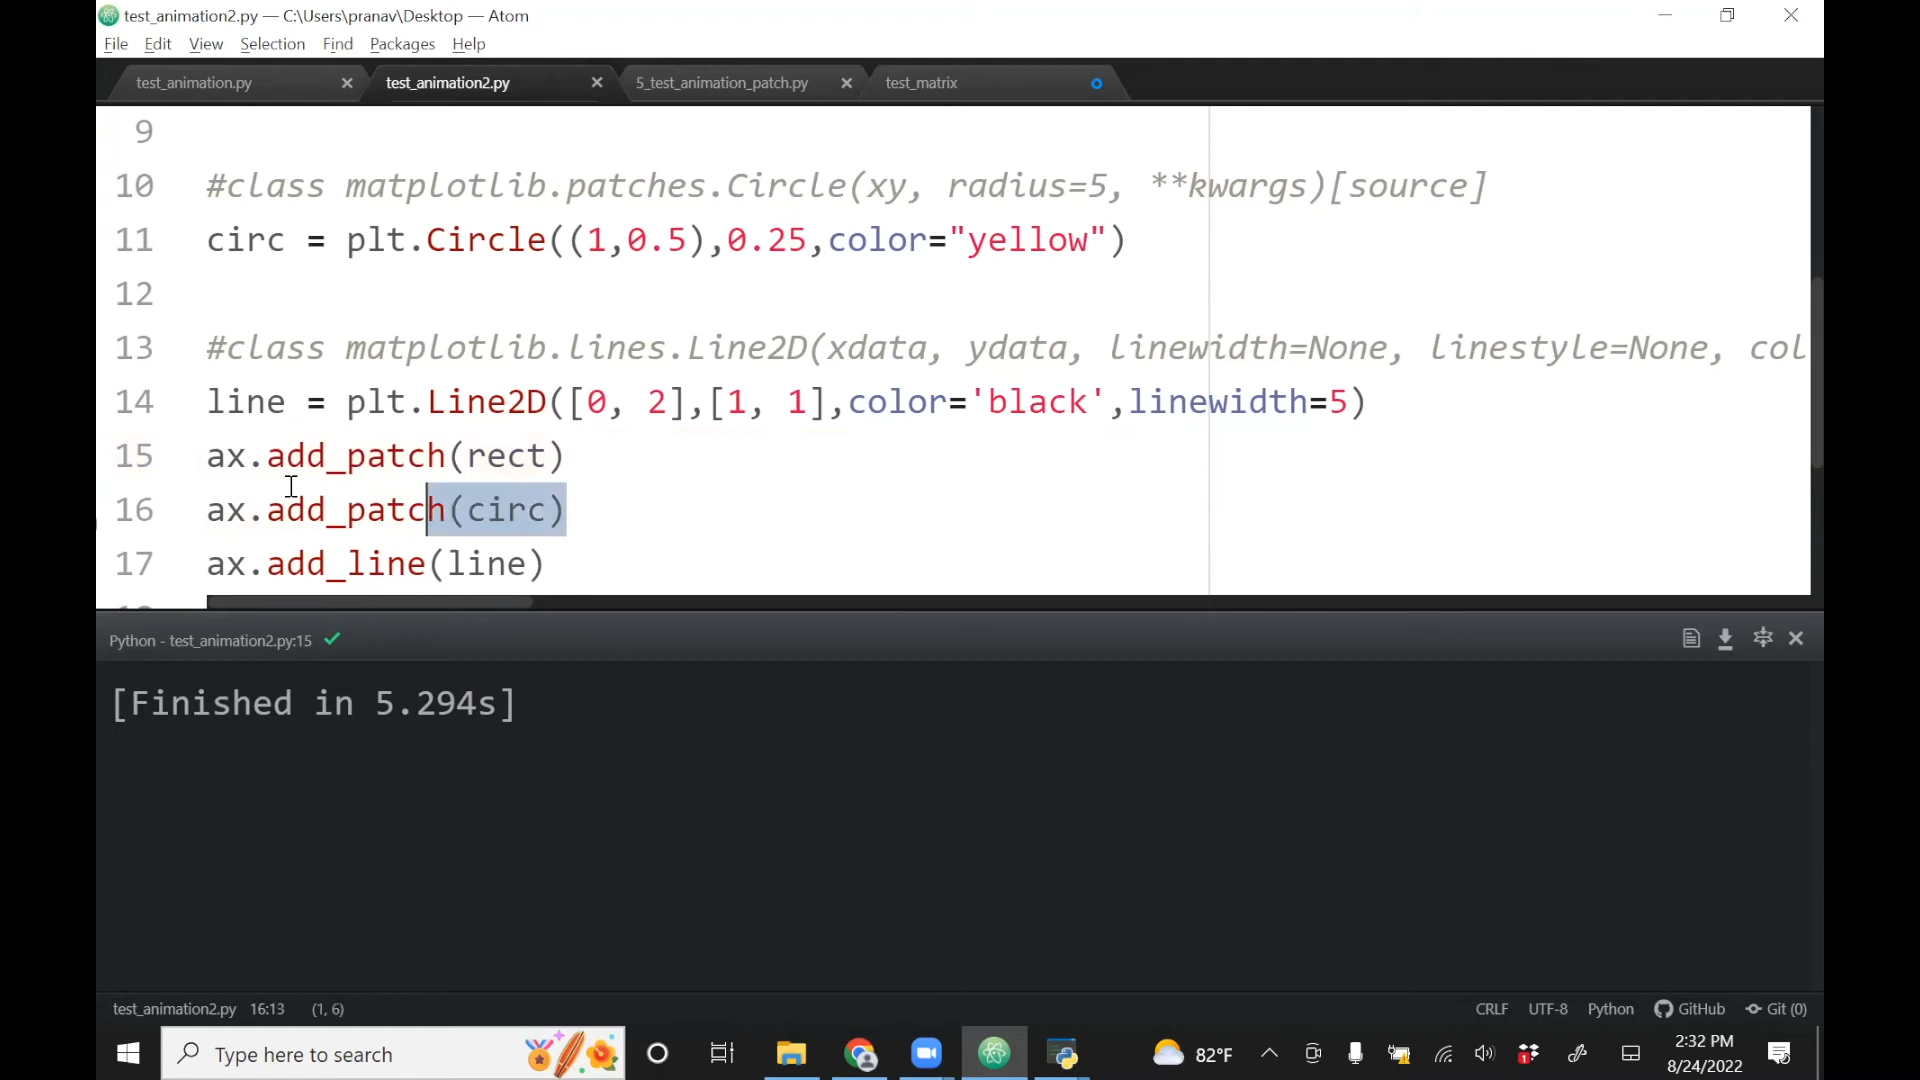 test_animation2.py — C:\Users\pranav\Desktop — Atom
File Edit View Selection Find Packages Help
test_animation.py test_animation2.py 5_test_animation_patch.py test_matrix
9
10 #class matplotlib.patches.Circle(xy, radius=5, **kwargs)[source]
11 circ = plt.Circle((1,0.5),0.25,color="yellow")
12
13 #class matplotlib.lines.Line2D(xdata, ydata, linewidth=None, linestyle=None, col
14 line = plt.Line2D([0, 2],[1, 1],color='black',linewidth=5)
15 ax.add_patch(rect)
16 ax.add_patch(circ)
17 ax.add_line(line)
Python - test_animation2.py:15
[Finished in 5.294s]
test_animation2.py 16:13 (1, 6) CRLF UTF-8 Python GitHub Git (0)
Type here to search 82°F 1 2:32 PM
8/24/2022